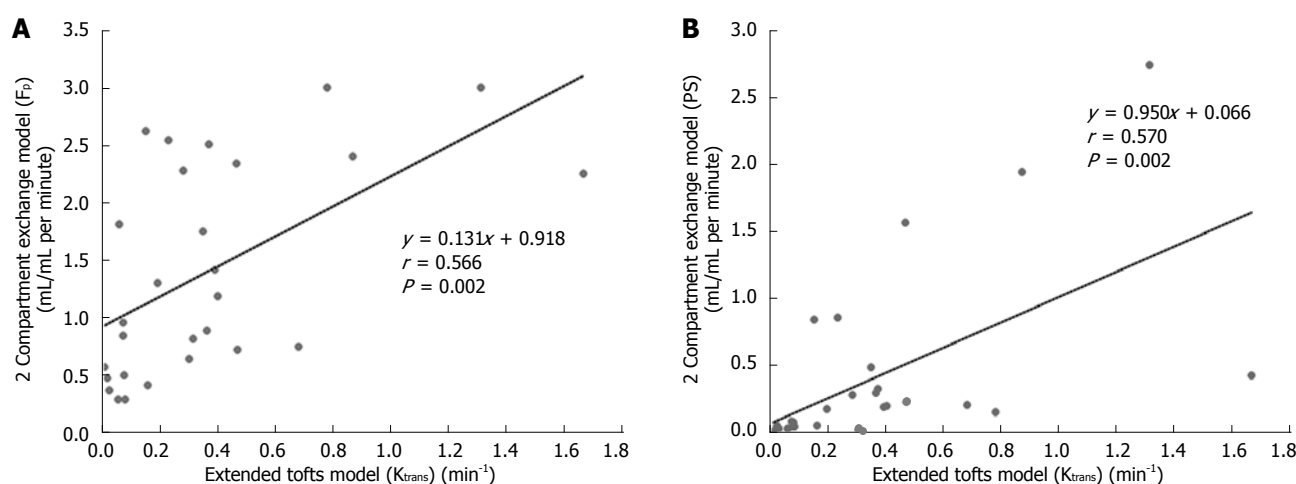 A
2 Compartment exchange model (Fp)
(mL/mL per minute)
3.5
3.0
2.5
2.0
1.5
1.0
0.5
0.0
y = 0.131x + 0.918
r = 0.566
P = 0.002
0.0 0.2 0.4 0.6 0.8 1.0 1.2 1.4 1.6 1.8
Extended tofts model (Ktrans) (min-1)
B
2 Compartment exchange model (PS)
(mL/mL per minute)
3.0
2.5
2.0
1.5
1.0
0.5
0.0
y = 0.950x + 0.066
r = 0.570
P = 0.002
0.0 0.2 0.4 0.6 0.8 1.0 1.2 1.4 1.6 1.8
Extended tofts model (Ktrans) (min-1)